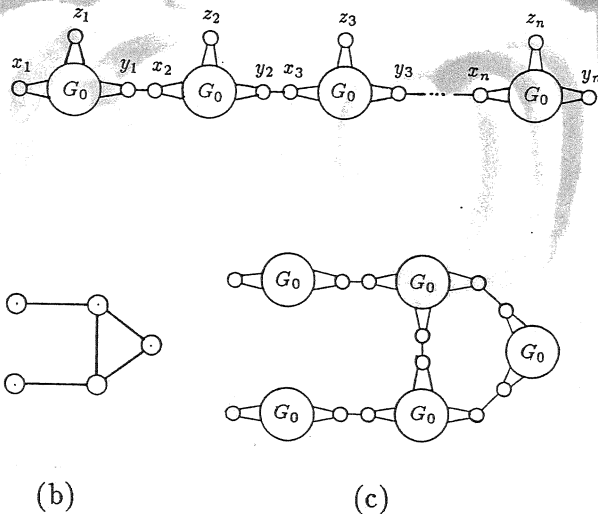 z₁ z₂ z₃ zₙ
x₁ G₀ y₁ x₂ G₀ y₂ x₃ G₀ y₃ ... xₙ G₀ yₙ
G₀ G₀
G₀
G₀ G₀
(b) (c)